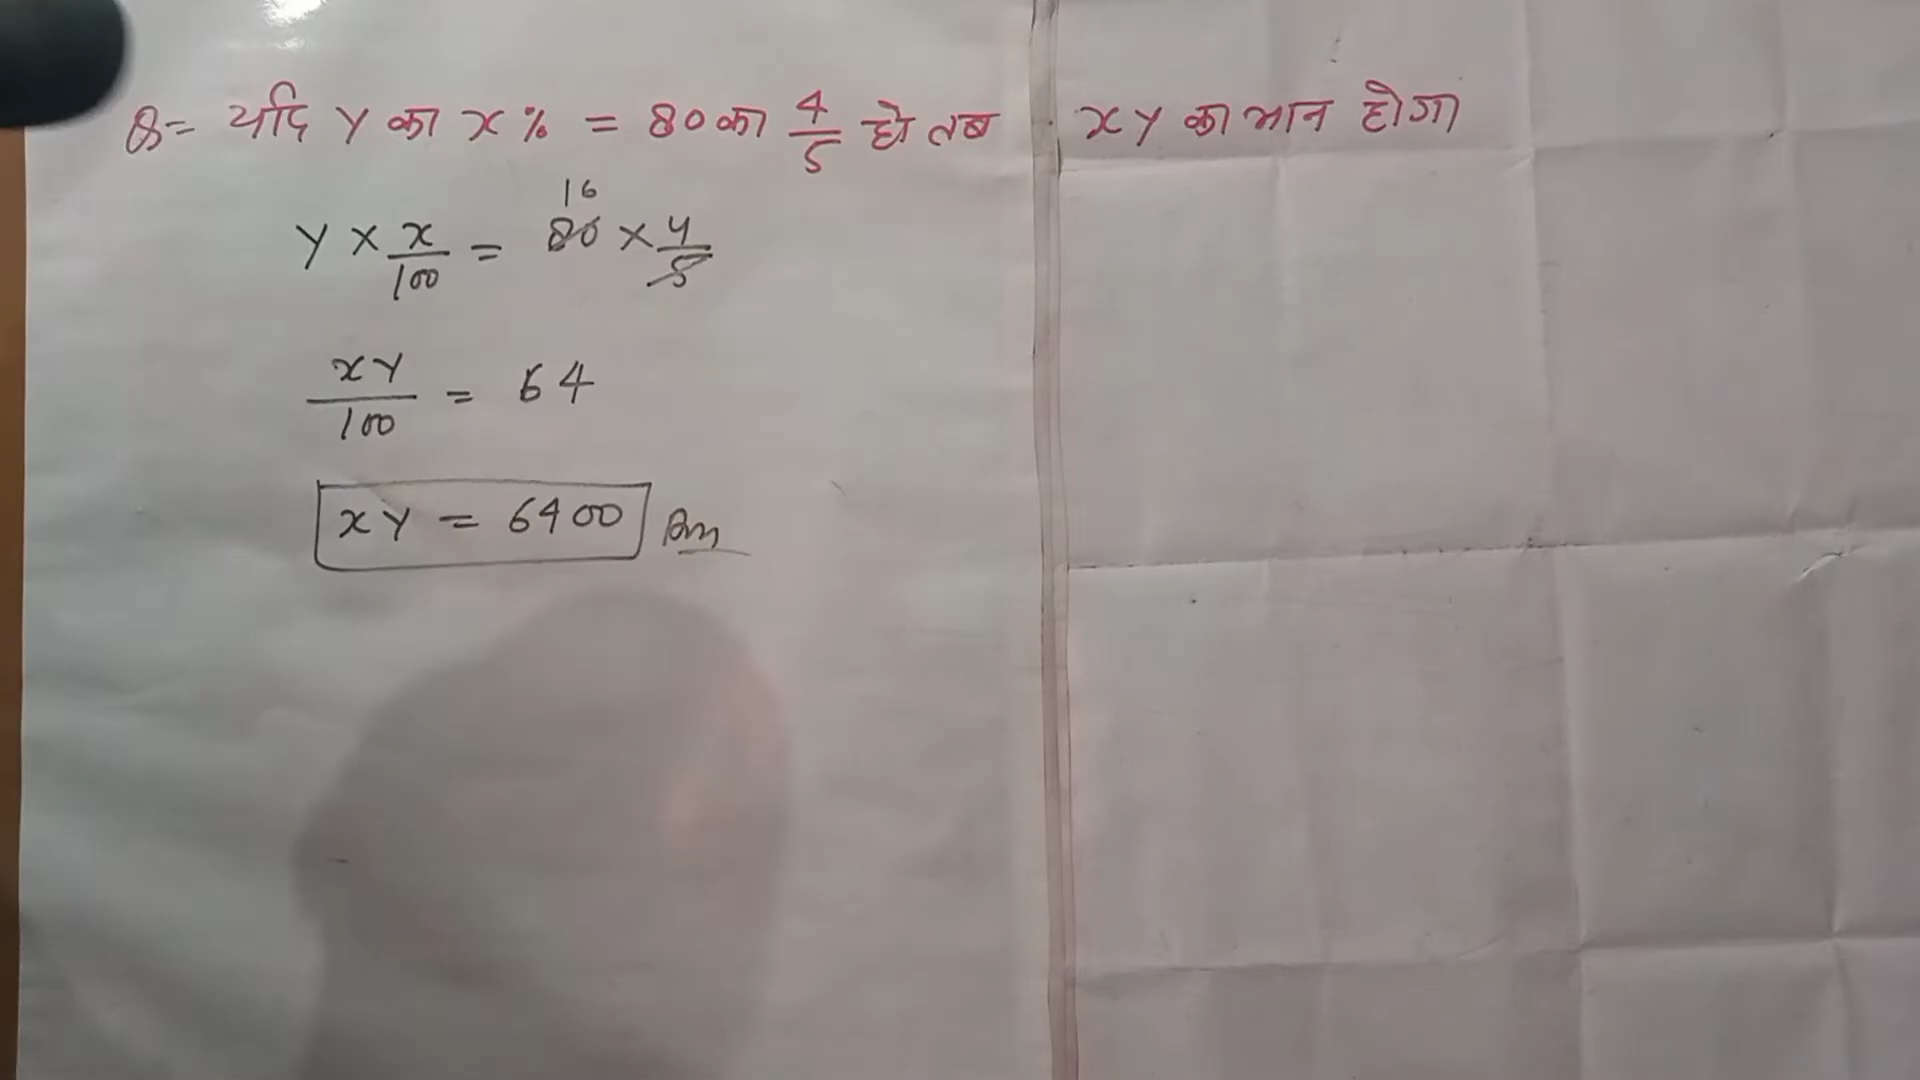 Q= यदि Y का x % = 80 का 4/5 हो तब xy का मान होगा
Y × x/100 = 80 × 4/5
16
xy/100 = 64
xy = 6400 Ans